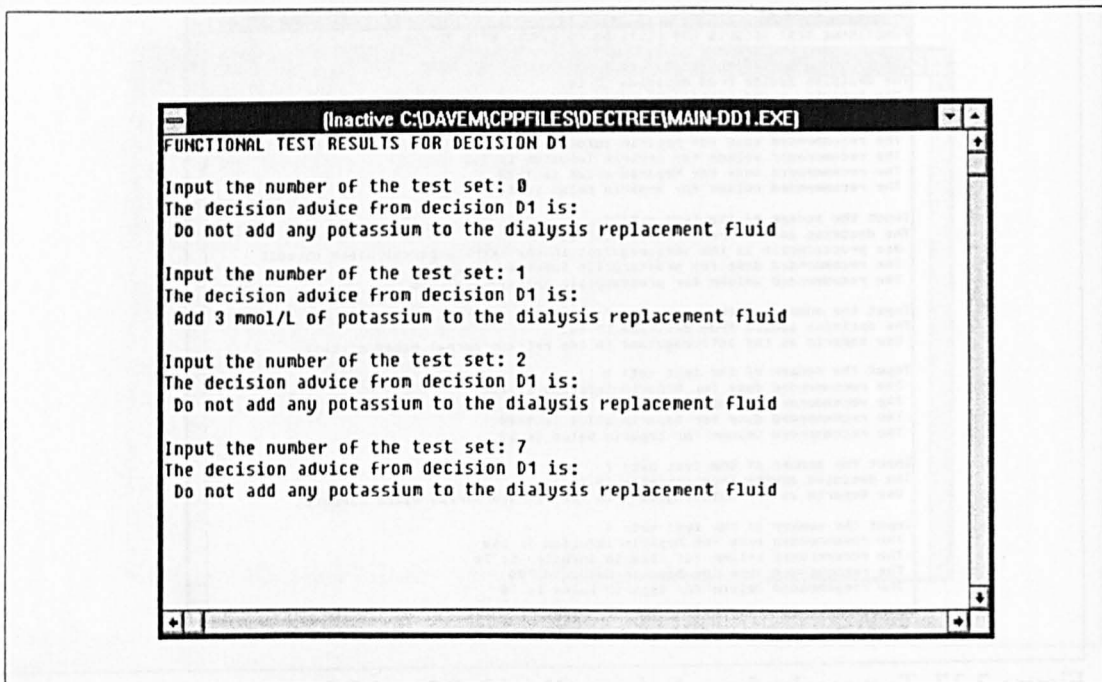 (Inactive C:\DAVEM\CPPFILES\DECTREE\MAIN-DD1.EXE)
FUNCTIONAL TEST RESULTS FOR DECISION D1
Input the number of the test set: 0
The decision advice from decision D1 is:
Do not add any potassium to the dialysis replacement fluid
Input the number of the test set: 1
The decision advice from decision D1 is:
Add 3 mmol/L of potassium to the dialysis replacement fluid
Input the number of the test set: 2
The decision advice from decision D1 is:
Do not add any potassium to the dialysis replacement fluid
Input the number of the test set: 7
The decision advice from decision D1 is:
Do not add any potassium to the dialysis replacement fluid